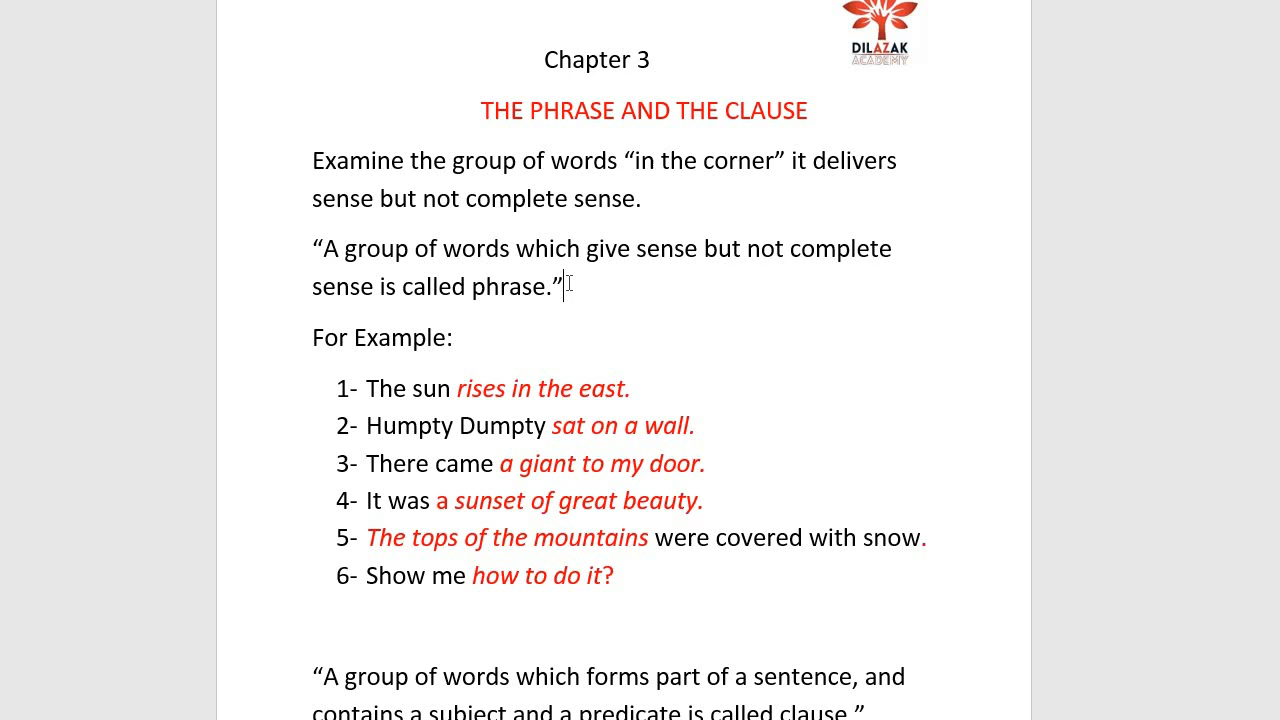 DILAZAK
ACADEMY
Chapter 3
THE PHRASE AND THE CLAUSE
Examine the group of words “in the corner” it delivers
sense but not complete sense.
“A group of words which give sense but not complete
sense is called phrase.”
For Example:
1- The sun rises in the east.
2- Humpty Dumpty sat on a wall.
3- There came a giant to my door.
4- It was a sunset of great beauty.
5- The tops of the mountains were covered with snow.
6- Show me how to do it?
“A group of words which forms part of a sentence, and
contains a subject and a predicate is called clause.”